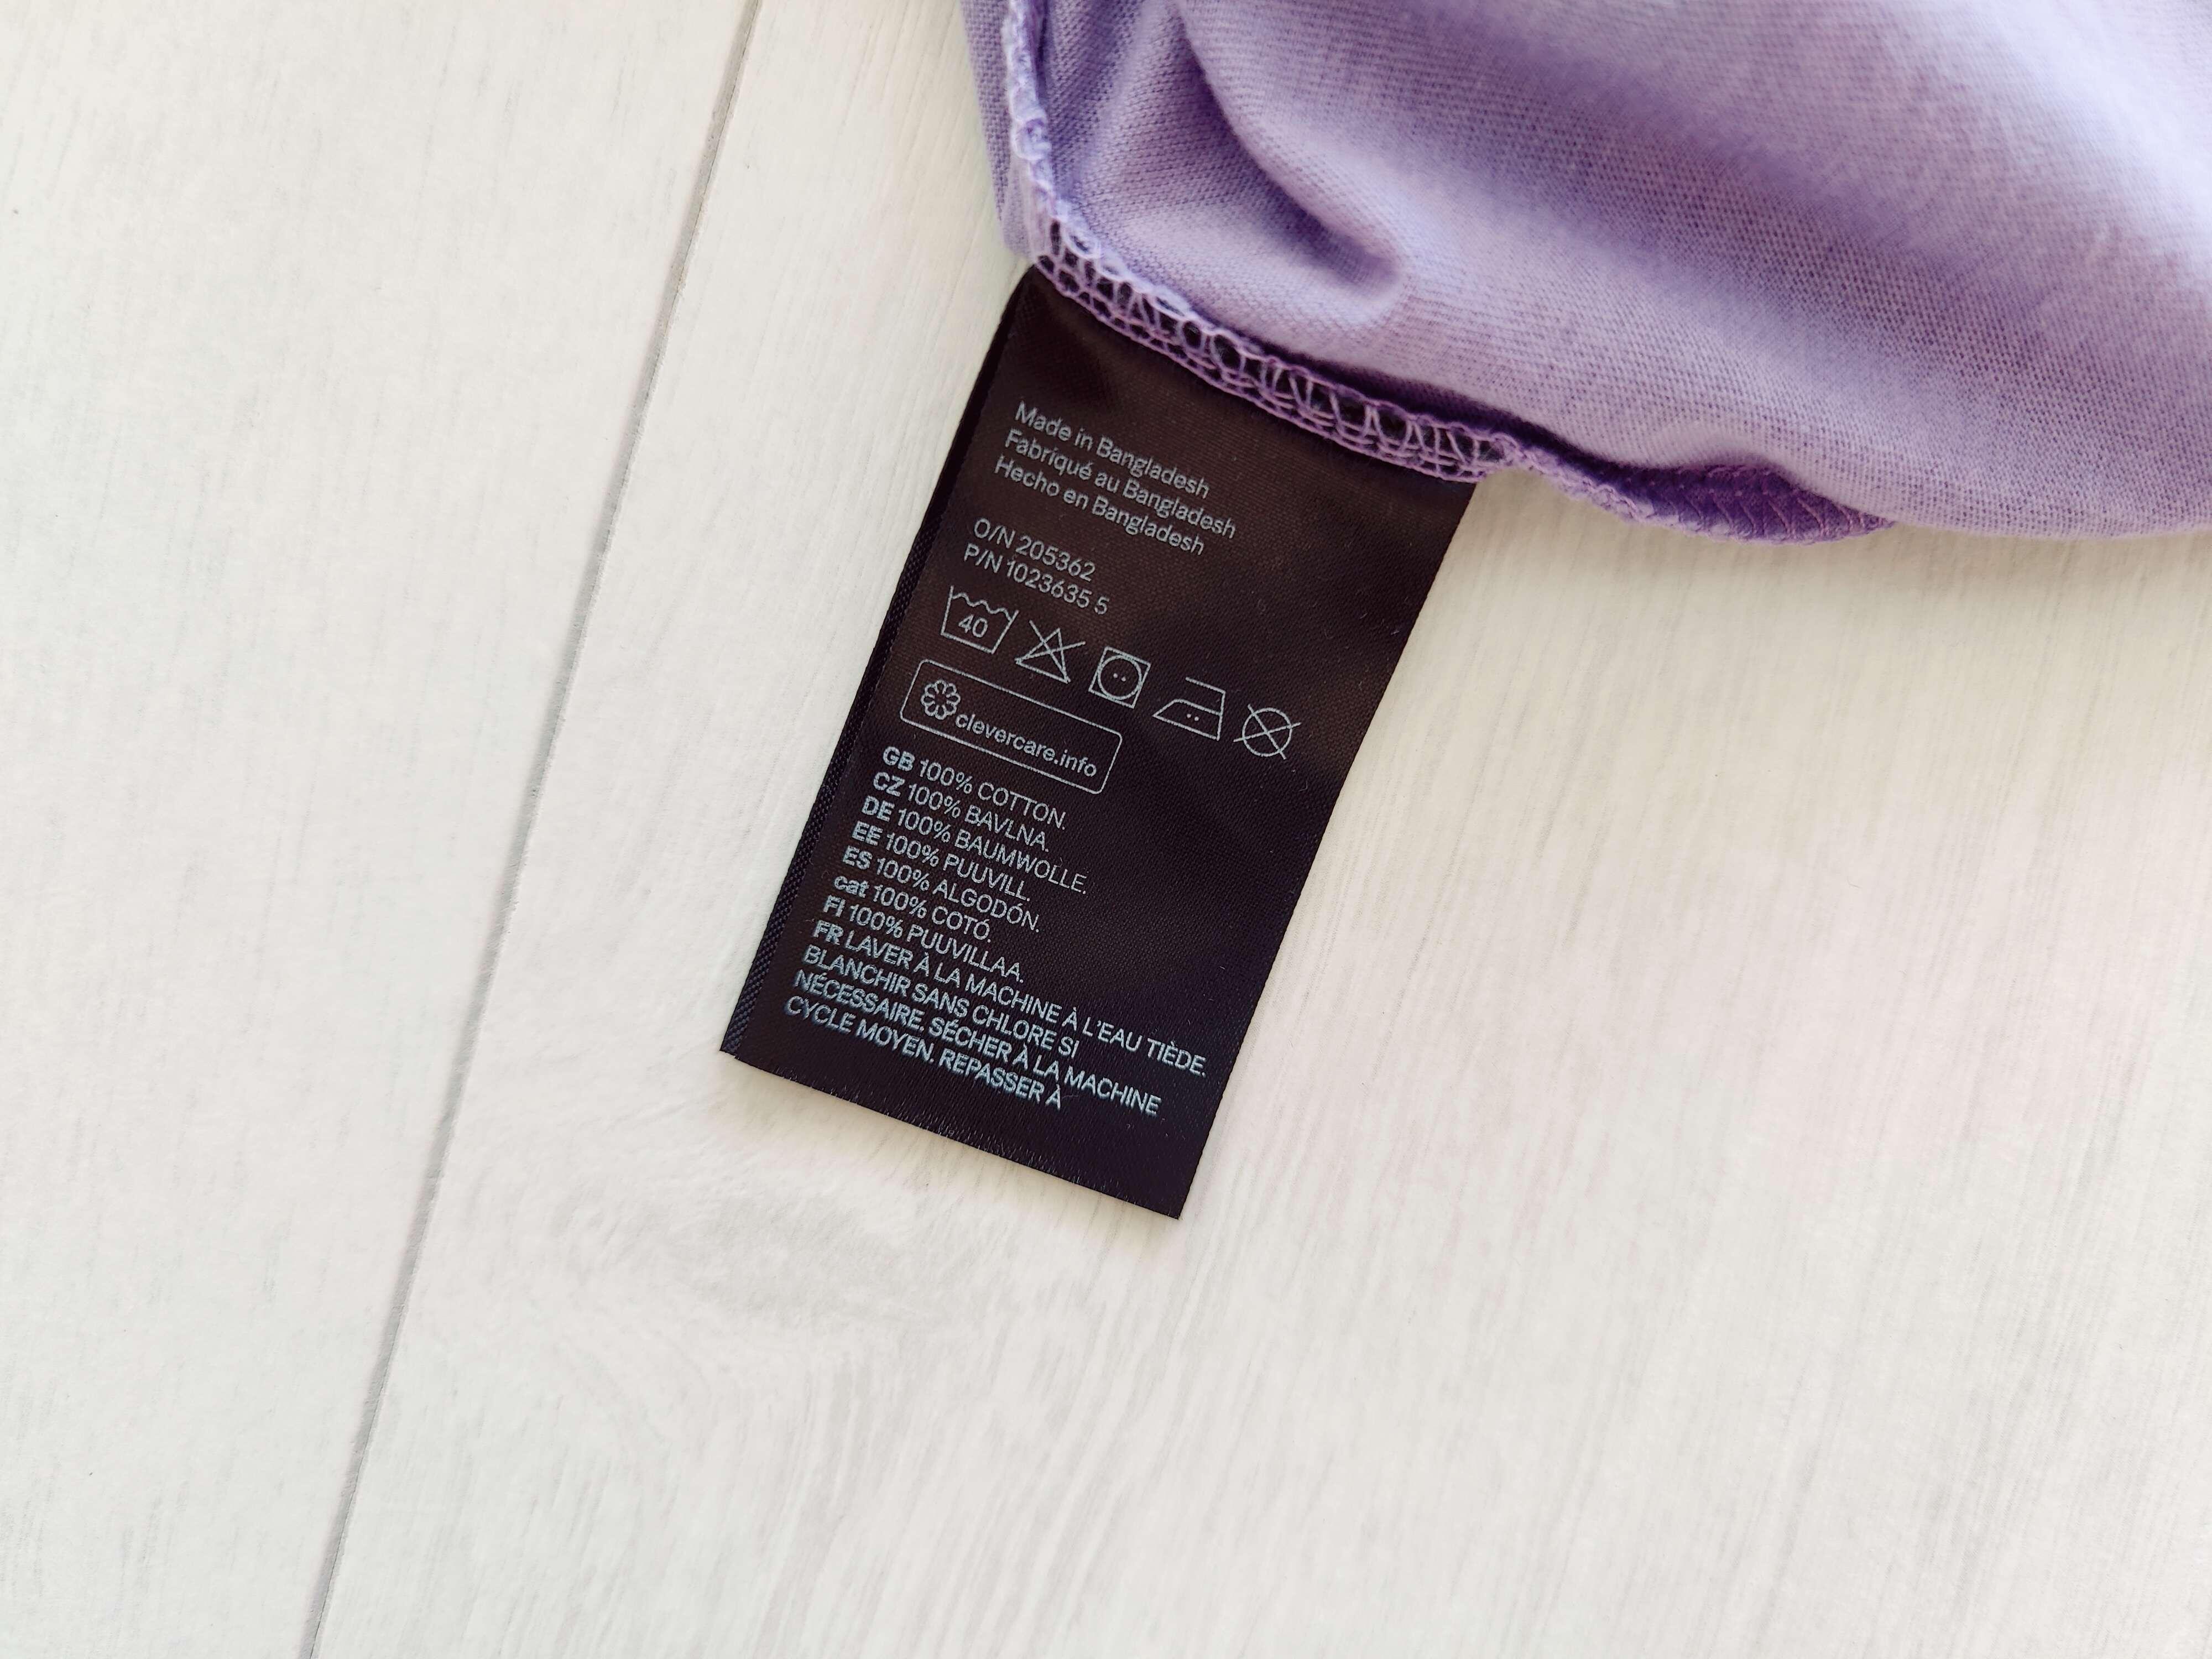 Made in Bangladesh
Fabriqué au Bangladesh
Hecho en Bangladesh
O/N 205362
P/N 1023635 5
40
clevercare.info
GB 100% COTTON.
CZ 100% BAVLNA.
DE 100% BAUMWOLLE.
EE 100% PUUVILL.
ES 100% ALGODÓN.
cat 100% COTÓ.
FI 100% PUUVILLAA.
FR LAVER À LA MACHINE À L'EAU TIÈDE.
BLANCHIR SANS CHLORE SI
NÉCESSAIRE. SÉCHER À LA MACHINE
CYCLE MOYEN. REPASSER À